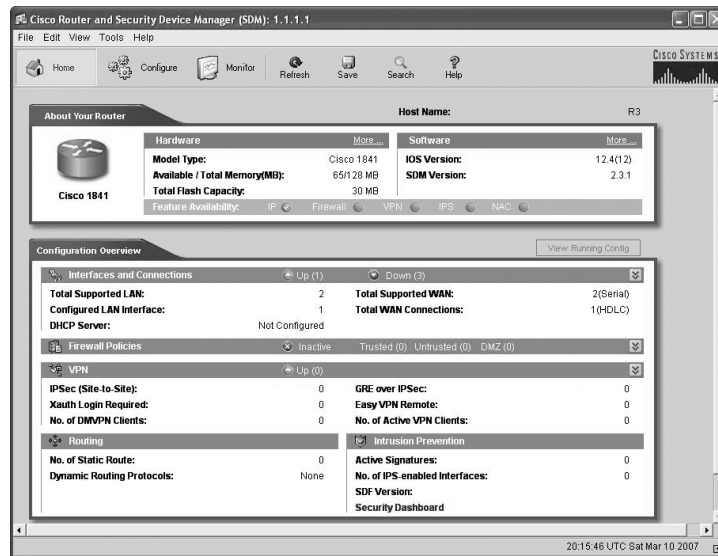 Cisco Router and Security Device Manager (SDM): 1.1.1.1
File Edit View Tools Help
Home Configure Monitor Refresh Save Search Help
CISCO SYSTEMS
About Your Router
Host Name: R3
Cisco 1841
Hardware More ...
Model Type: Cisco 1841
Available / Total Memory(MB): 65/128 MB
Total Flash Capacity: 30 MB
Software More ...
IOS Version: 12.4(12)
SDM Version: 2.3.1
Feature Availability: IP Firewall VPN IPS NAC
Configuration Overview
View Running Config
Interfaces and Connections Up (1) Down (3)
Total Supported LAN: 2 Total Supported WAN: 2(Serial)
Configured LAN Interface: 1 Total WAN Connections: 1(HDLC)
DHCP Server: Not Configured
Firewall Policies Inactive Trusted (0) Untrusted (0) DMZ (0)
VPN Up (0)
IPSec (Site-to-Site): 0 GRE over IPSec: 0
Xauth Login Required: 0 Easy VPN Remote: 0
No. of DMVPN Clients: 0 No. of Active VPN Clients: 0
Routing
No. of Static Route: 0
Dynamic Routing Protocols: None
Intrusion Prevention
Active Signatures: 0
No. of IPS-enabled Interfaces: 0
SDF Version:
Security Dashboard
20:15:46 UTC Sat Mar 10 2007